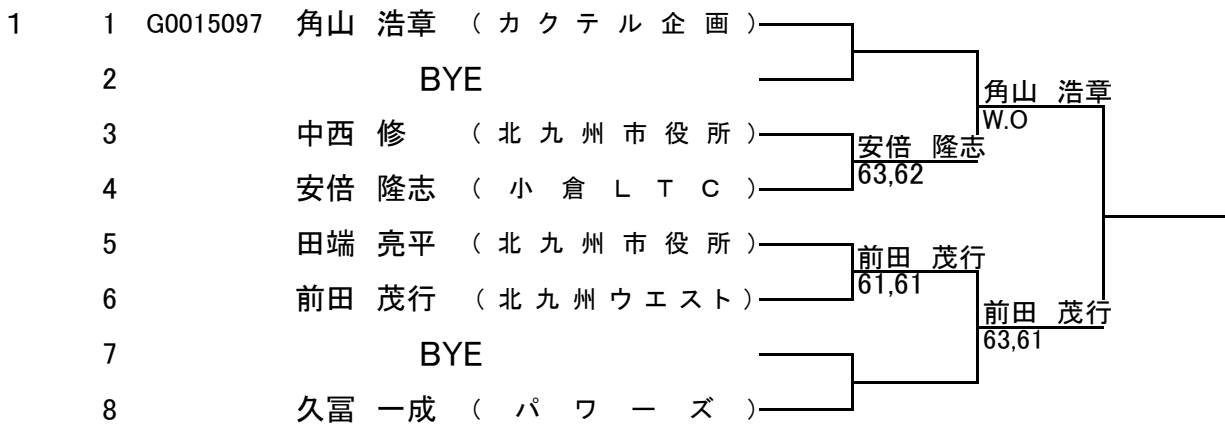 1 1 G0015097 角山 浩章 ( カ ク テ ル 企 画 )
2 BYE
角山 浩章
W.O
3 中西 修 ( 北 九 州 市 役 所 )
安倍 隆志
63,62
4 安倍 隆志 ( 小 倉 L T C )
5 田端 亮平 ( 北 九 州 市 役 所 )
前田 茂行
61,61
6 前田 茂行 ( 北 九 州 ウ エ ス ト )
前田 茂行
63,61
7 BYE
8 久冨 一成 ( パ ワ ー ズ )